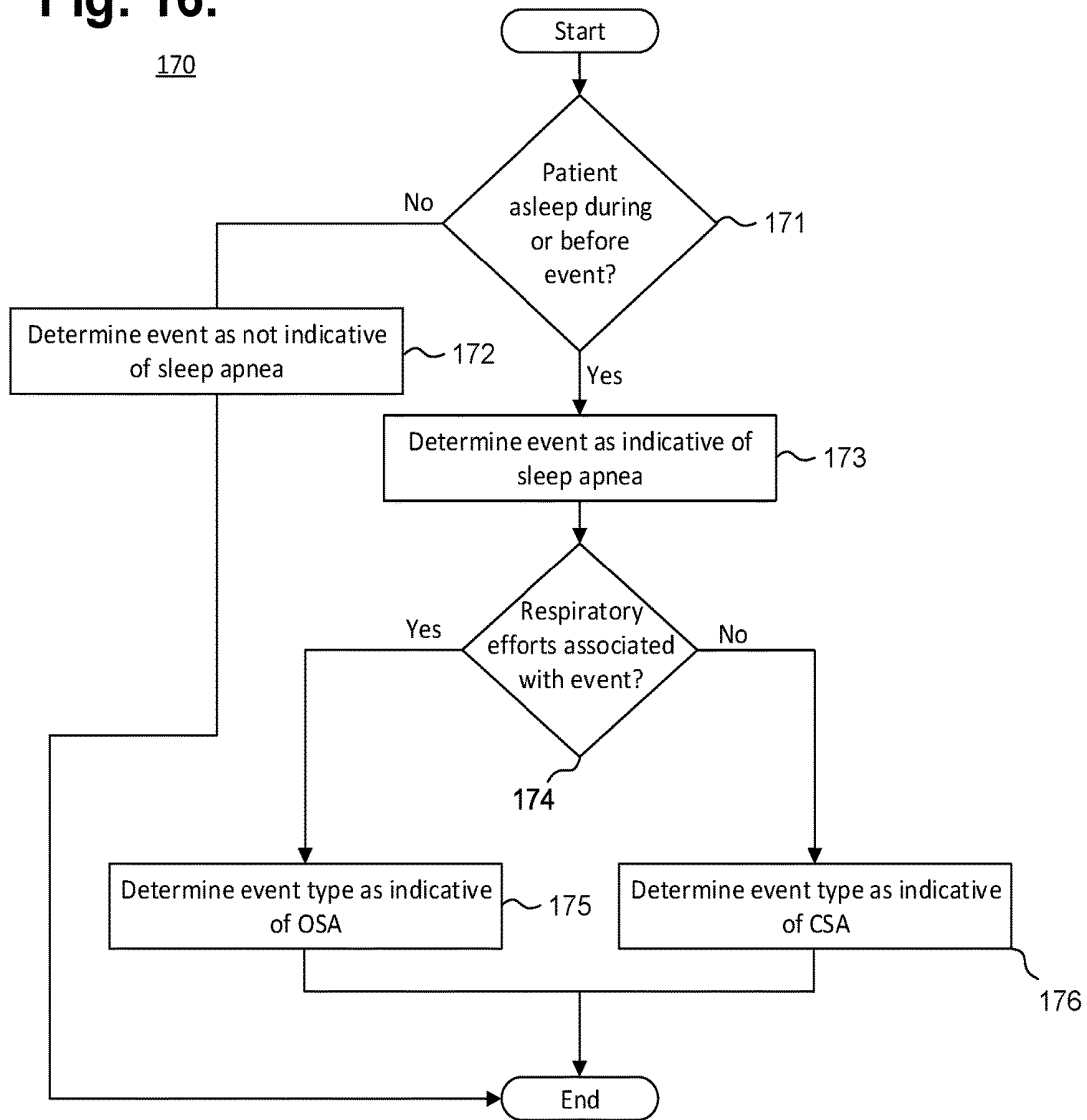 Fig. 16.
170
Start
Patient
asleep during
or before
event?
171
No
Determine event as not indicative
of sleep apnea
172
Yes
Determine event as indicative of
sleep apnea
173
Respiratory
efforts associated
with event?
Yes
No
174
Determine event type as indicative
of OSA
175
Determine event type as indicative
of CSA
176
End